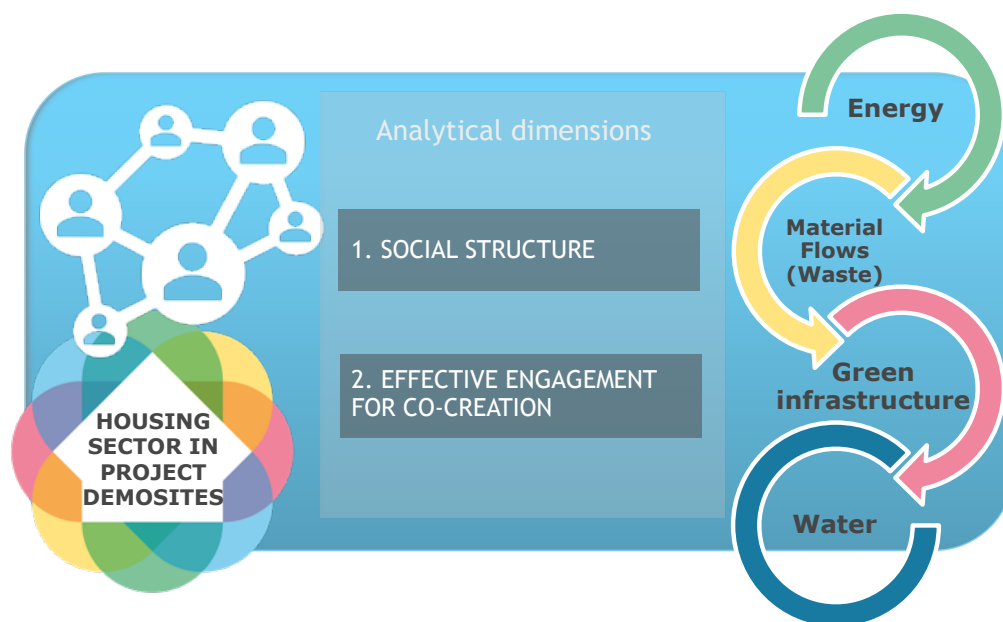 Analytical dimensions
1. SOCIAL STRUCTURE
2. EFFECTIVE ENGAGEMENT
FOR CO-CREATION
HOUSING
SECTOR IN
PROJECT
DEMOSITES
Energy
Material
Flows
(Waste)
Green
infrastructure
Water